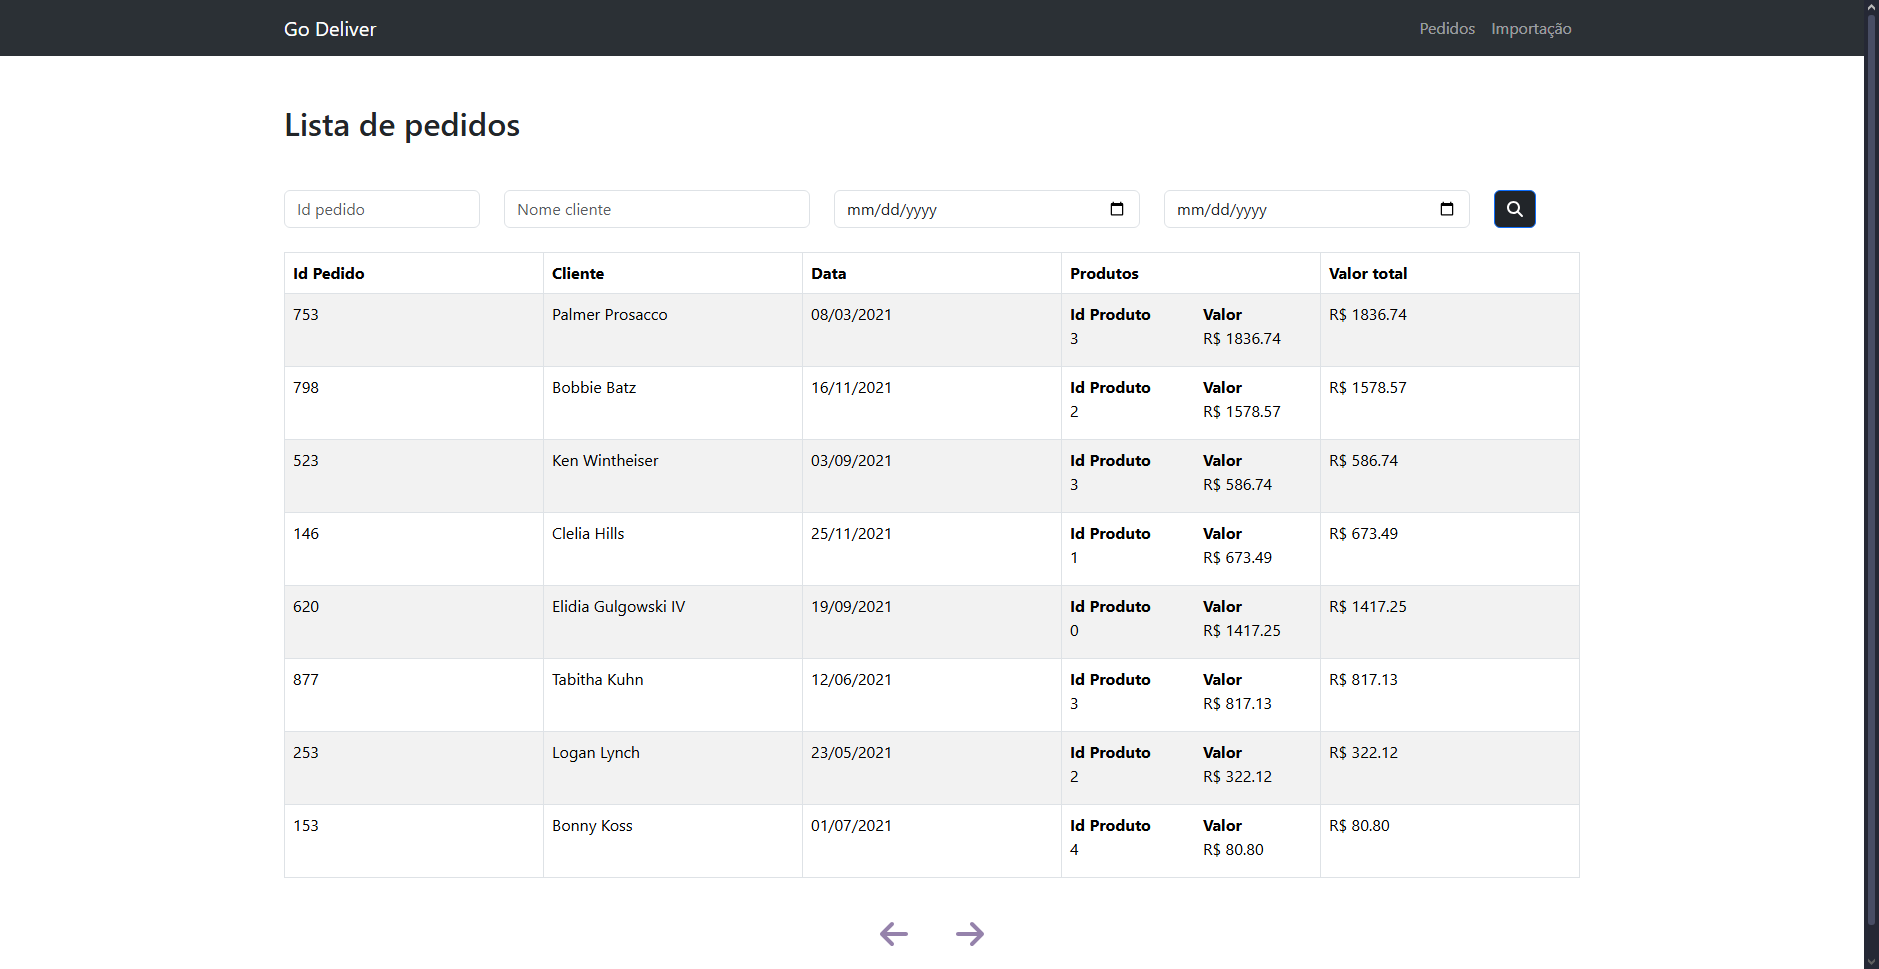 Go Deliver Pedidos Importação
Lista de pedidos
Id pedido Nome cliente mm/dd/yyyy mm/dd/yyyy
Id Pedido Cliente Data Produtos Valor total
753 Palmer Prosacco 08/03/2021 Id Produto Valor R$ 1836.74
3 R$ 1836.74
798 Bobbie Batz 16/11/2021 Id Produto Valor R$ 1578.57
2 R$ 1578.57
523 Ken Wintheiser 03/09/2021 Id Produto Valor R$ 586.74
3 R$ 586.74
146 Clelia Hills 25/11/2021 Id Produto Valor R$ 673.49
1 R$ 673.49
620 Elidia Gulgowski IV 19/09/2021 Id Produto Valor R$ 1417.25
0 R$ 1417.25
877 Tabitha Kuhn 12/06/2021 Id Produto Valor R$ 817.13
3 R$ 817.13
253 Logan Lynch 23/05/2021 Id Produto Valor R$ 322.12
2 R$ 322.12
153 Bonny Koss 01/07/2021 Id Produto Valor R$ 80.80
4 R$ 80.80